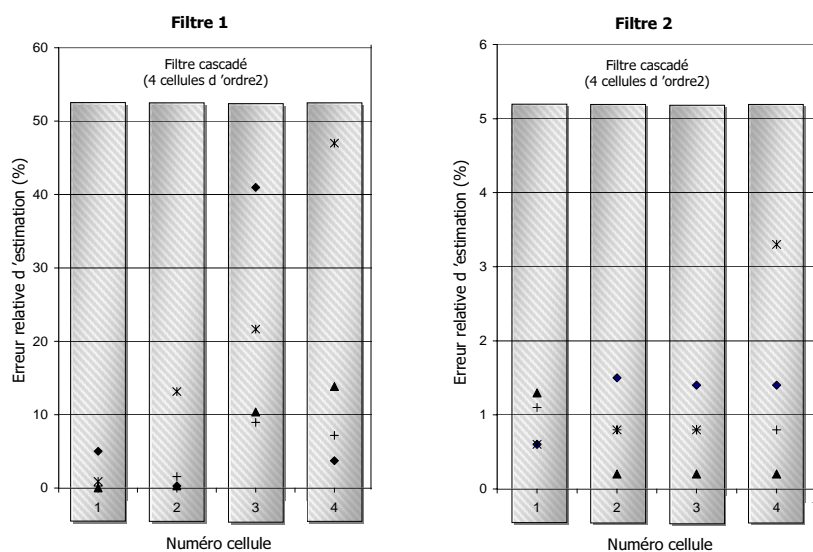 Filtre 1
60
50
40
30
20
10
0
Erreur relative d ’estimation (%)
Filtre cascadé
(4 cellules d ’ordre2)
1 2 3 4
Numéro cellule
Filtre 2
6
5
4
3
2
1
0
Erreur relative d ’estimation (%)
Filtre cascadé
(4 cellules d ’ordre2)
1 2 3 4
Numéro cellule